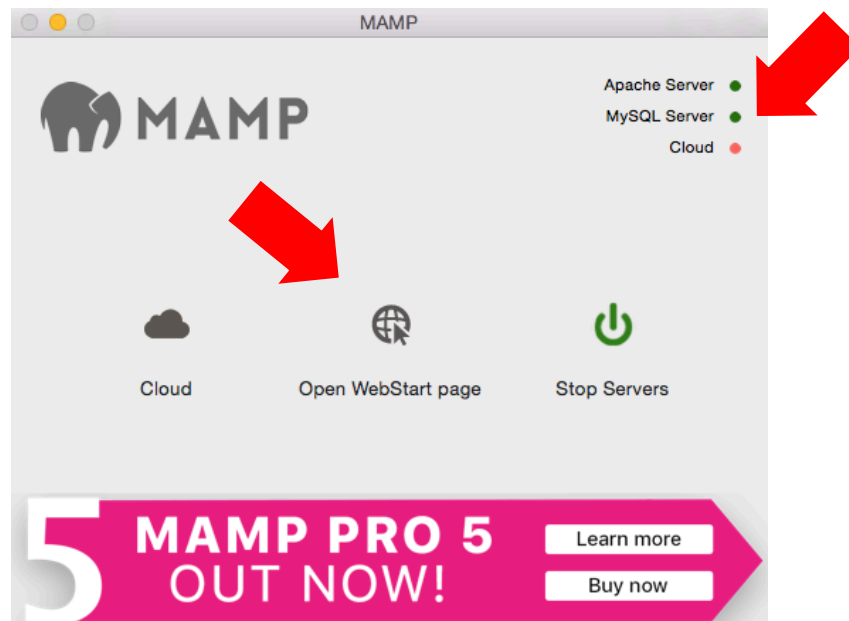 MAMP
MAMP
Apache Server
MySQL Server
Cloud
Cloud
Open WebStart page
Stop Servers
5
MAMP PRO 5
OUT NOW!
Learn more
Buy now